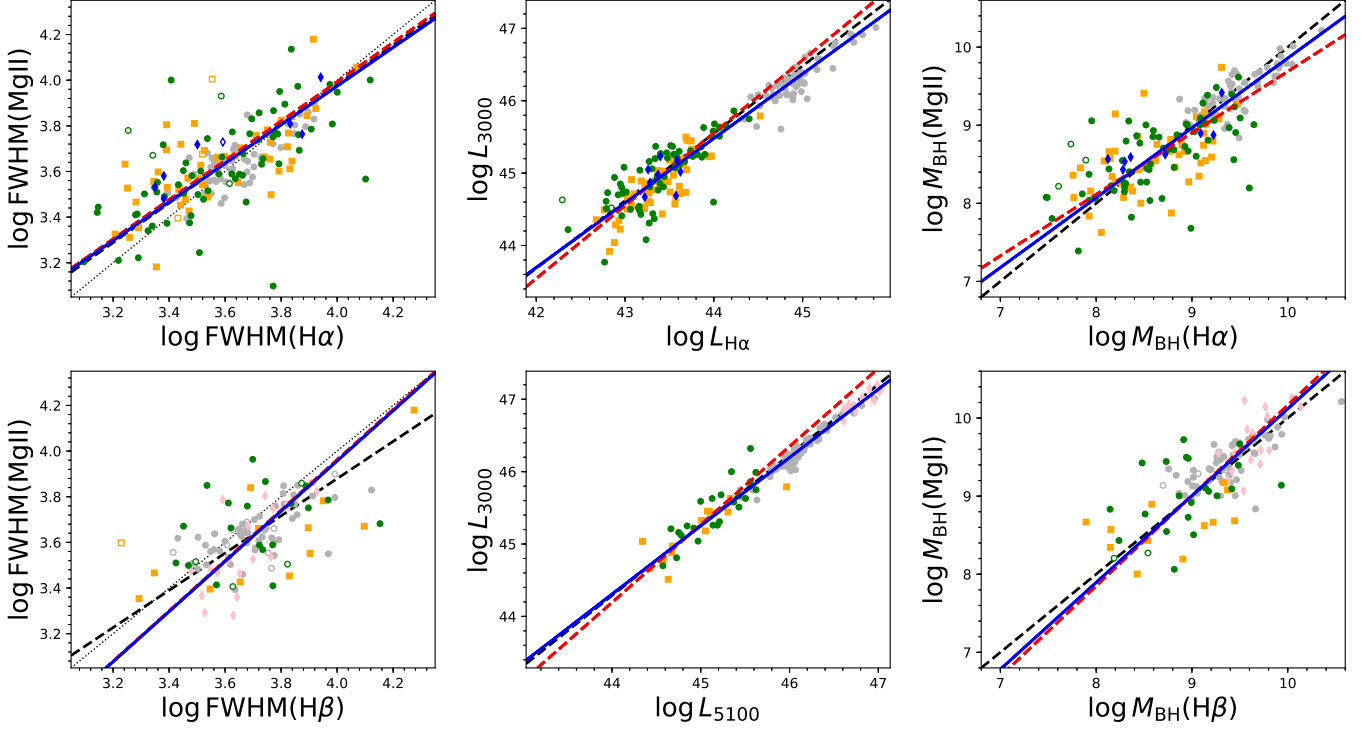 4.2
4.0
3.8
3.6
3.4
3.2
log FWHM(MgII)
3.2 3.4 3.6 3.8 4.0 4.2
log FWHM(Hα)
47
46
45
44
log L₃₀₀₀
42 43 44 45
log L_Hα
10
9
8
7
log M_BH(MgII)
7 8 9 10
log M_BH(Hα)
4.2
4.0
3.8
3.6
3.4
3.2
log FWHM(MgII)
3.2 3.4 3.6 3.8 4.0 4.2
log FWHM(Hβ)
47
46
45
44
log L₃₀₀₀
44 45 46 47
log L₅₁₀₀
10
9
8
7
log M_BH(MgII)
7 8 9 10
log M_BH(Hβ)